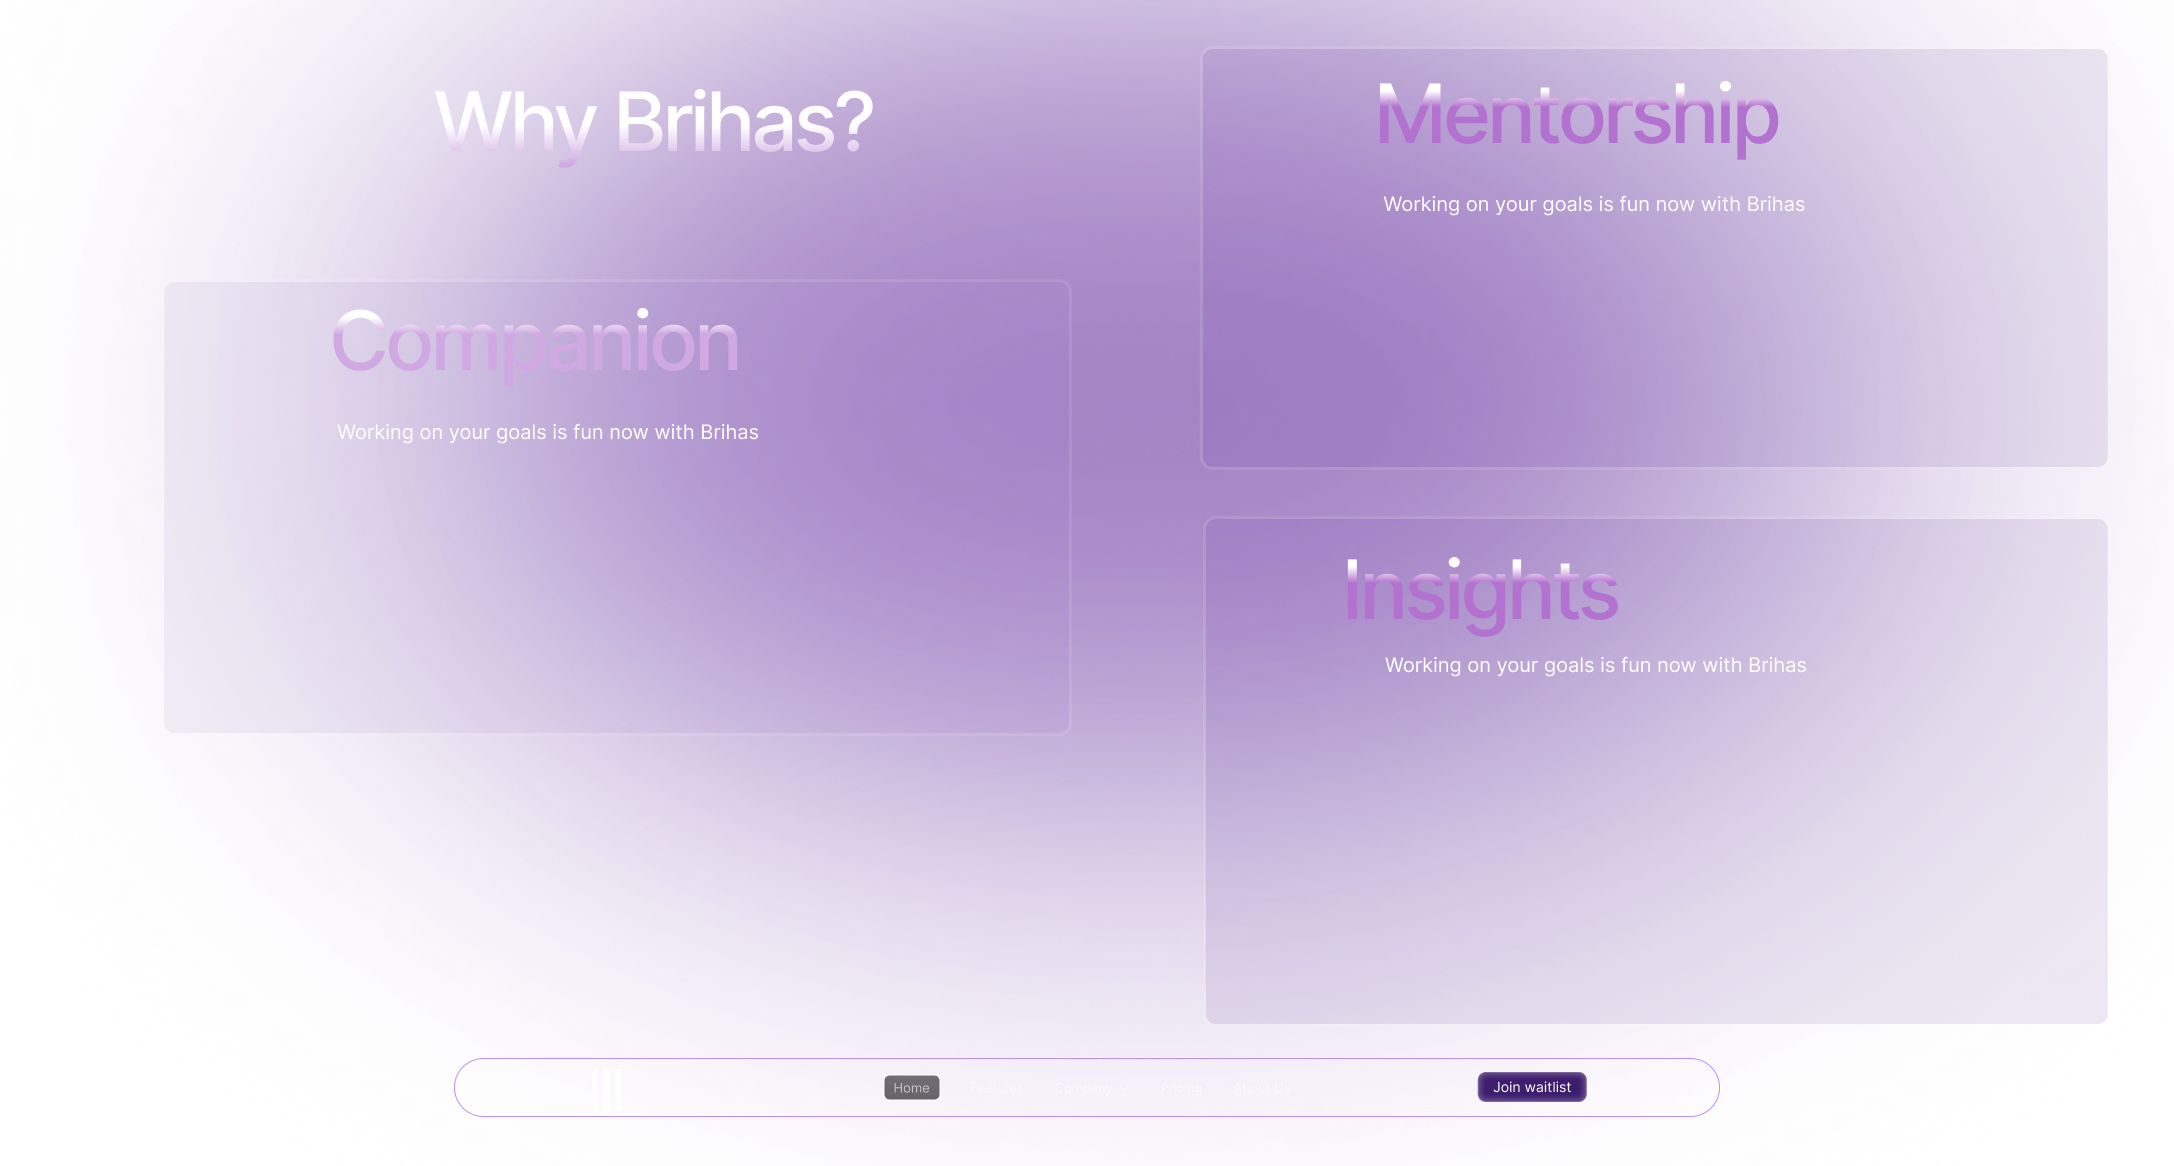 Why Brihas?
Companion
Working on your goals is fun now with Brihas
Mentorship
Working on your goals is fun now with Brihas
Insights
Working on your goals is fun now with Brihas
Home Features Company Pricing About Us Join waitlist